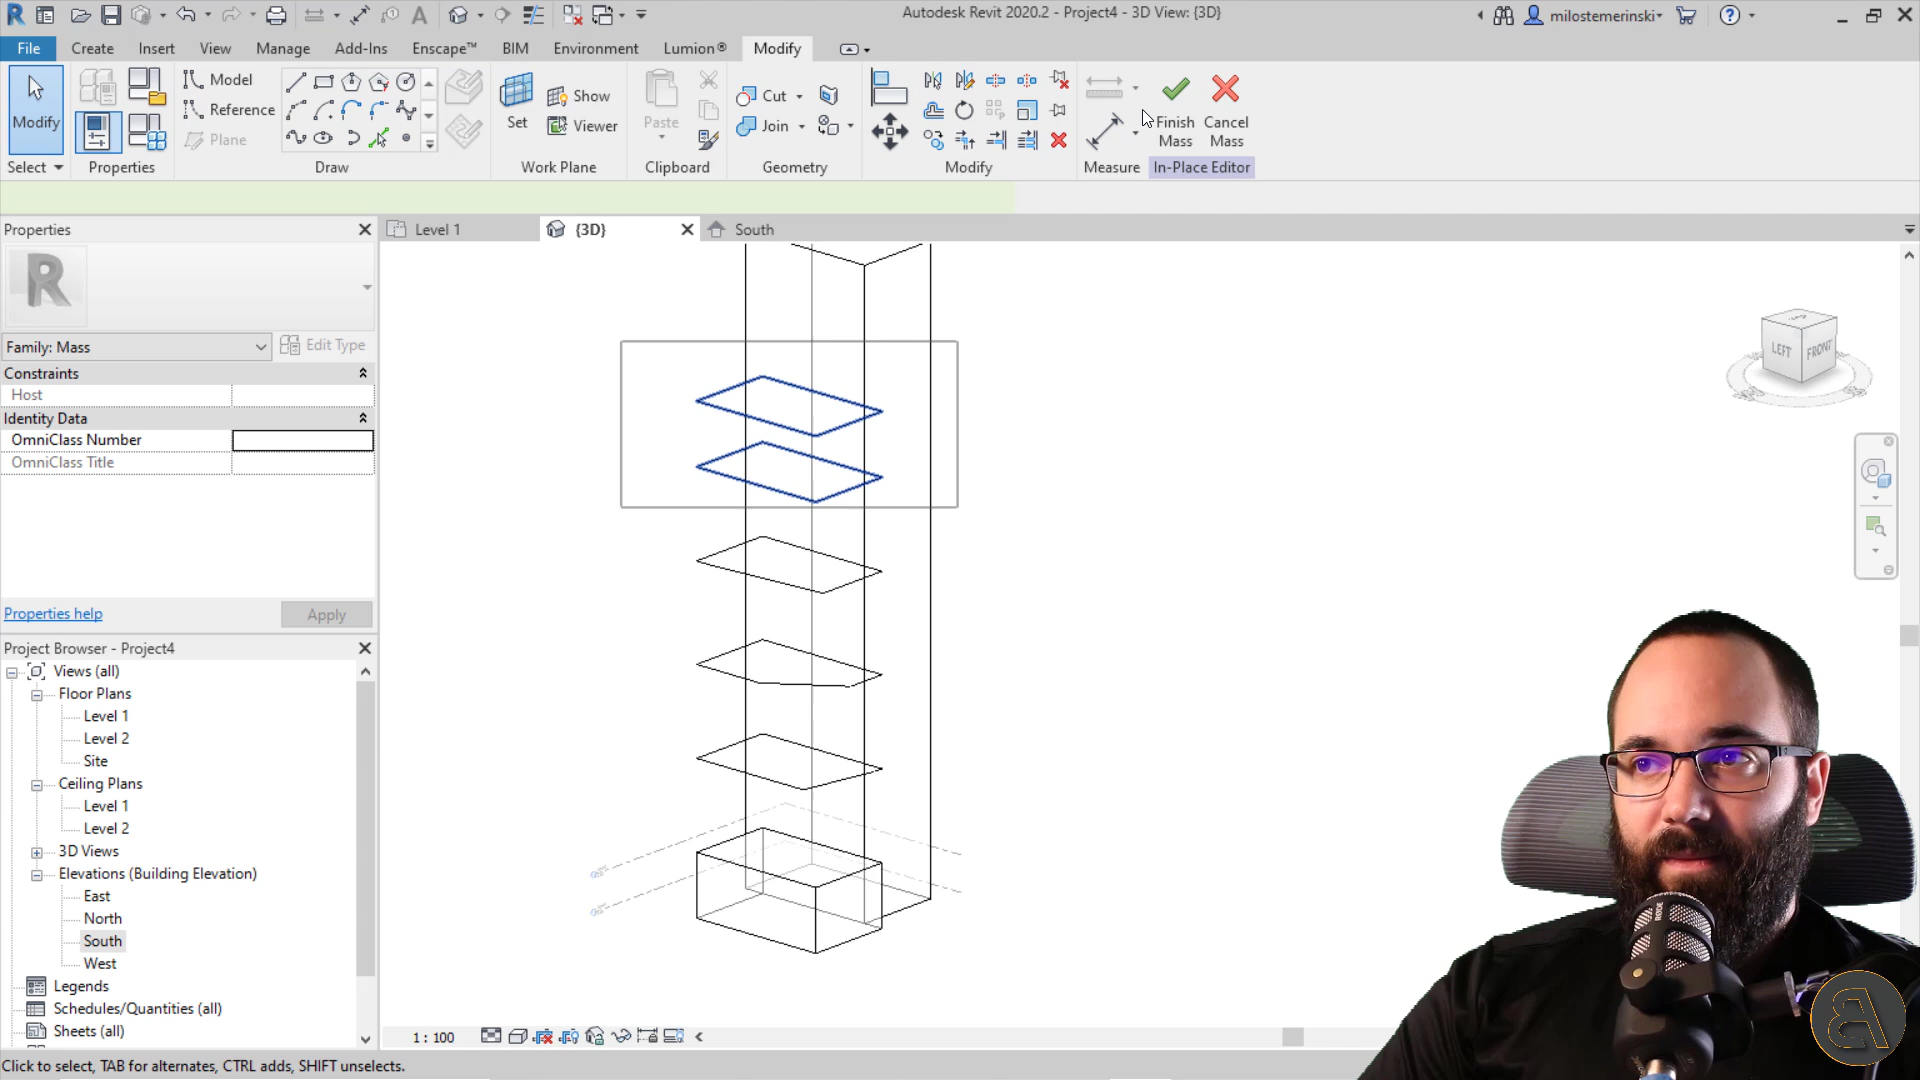 Autodesk Revit 2020.2 - Project4 - 3D View: {3D}
milostemerinski
File Create Insert View Manage Add-Ins Enscape™ BIM Environment Lumion® Modify
Modify
Model
Reference
Plane
Set
Show
Viewer
Paste
Cut
Join
Finish Mass
Cancel Mass
Select Properties Draw Work Plane Clipboard Geometry Modify Measure In-Place Editor
Properties
Level 1 {3D} South
R
Family: Mass Edit Type
Constraints
Host
Identity Data
OmniClass Number
OmniClass Title
Properties help Apply
LEFT FRONT
Project Browser - Project4
Views (all)
Floor Plans
Level 1
Level 2
Site
Ceiling Plans
Level 1
Level 2
3D Views
Elevations (Building Elevation)
East
North
South
West
Legends
Schedules/Quantities (all)
Sheets (all)
1 : 100
RODE
Click to select, TAB for alternates, CTRL adds, SHIFT unselects.